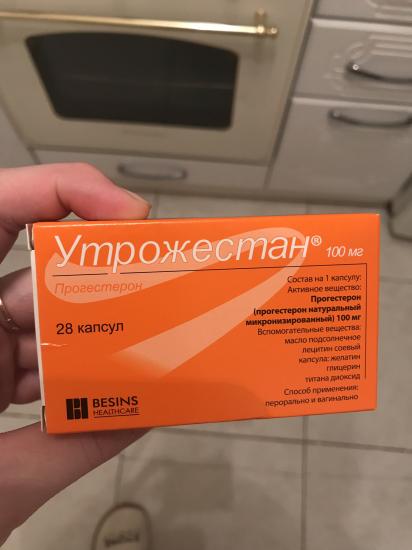 Утрожестан® 100 мг
Прогестерон
28 капсул
Состав на 1 капсулу:
Активное вещество:
Прогестерон
(прогестерон натуральный
микронизированный) 100 мг
Вспомогательные вещества:
масло подсолнечное
лецитин соевый
капсула: желатин
глицерин
титана диоксид
Способ применения:
перорально и вагинально
BESINS
HEALTHCARE